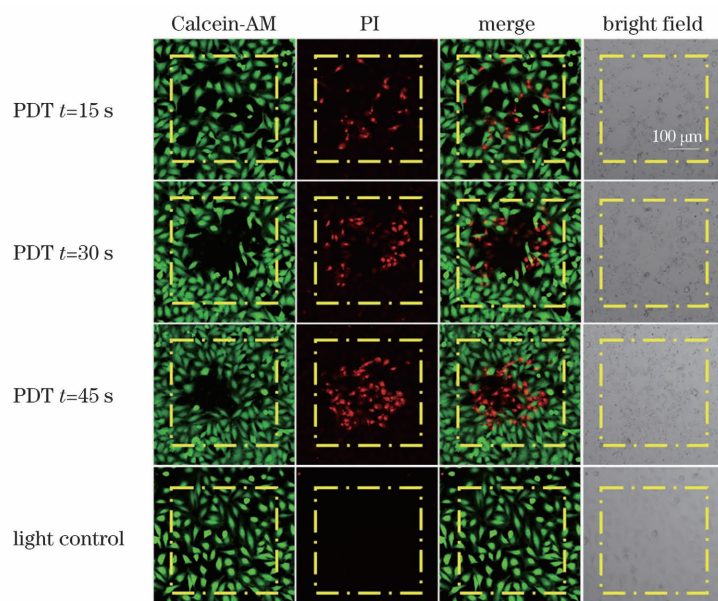 Calcein-AM PI merge bright field
PDT t=15 s
100 μm
PDT t=30 s
PDT t=45 s
light control